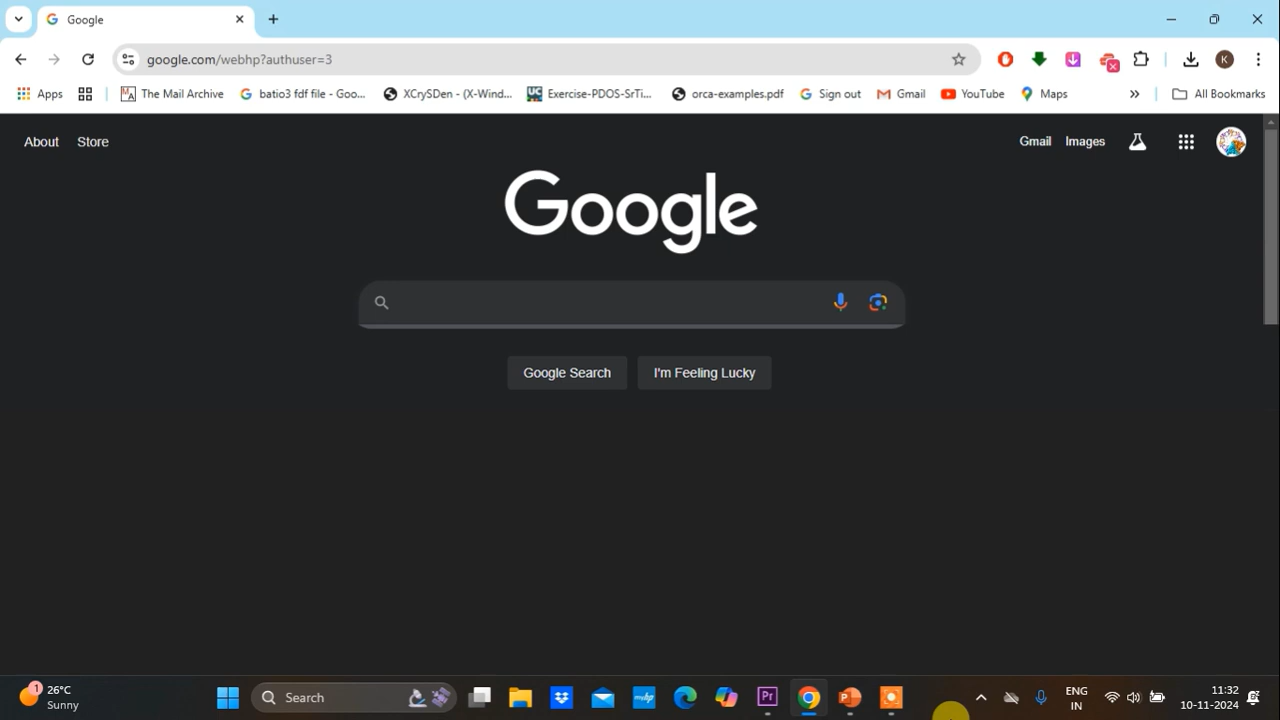 Google
google.com/webhp?authuser=3
K
Apps
The Mail Archive
batio3 fdf file - Goo...
XCrySDen - (X-Wind...
Exercise-PDOS-SrTi...
orca-examples.pdf
Sign out
Gmail
YouTube
Maps
All Bookmarks
About Store
Gmail Images
Google
Google Search I'm Feeling Lucky
1
26°C
Sunny
Search
Pr
ENG
IN
11:32
10-11-2024